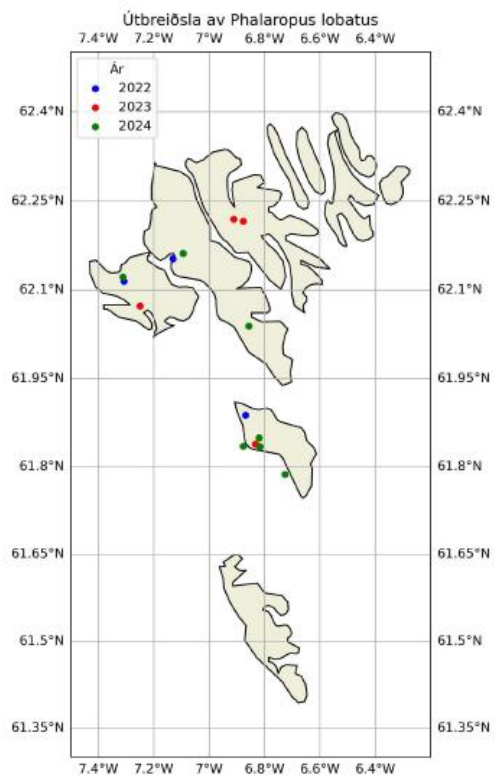 Útbreiðsla av Phalaropus lobatus
7.4°W 7.2°W 7°W 6.8°W 6.6°W 6.4°W
Ár
2022
2023
2024
62.4°N 62.4°N
62.25°N 62.25°N
62.1°N 62.1°N
61.95°N 61.95°N
61.8°N 61.8°N
61.65°N 61.65°N
61.5°N 61.5°N
61.35°N 61.35°N
7.4°W 7.2°W 7°W 6.8°W 6.6°W 6.4°W